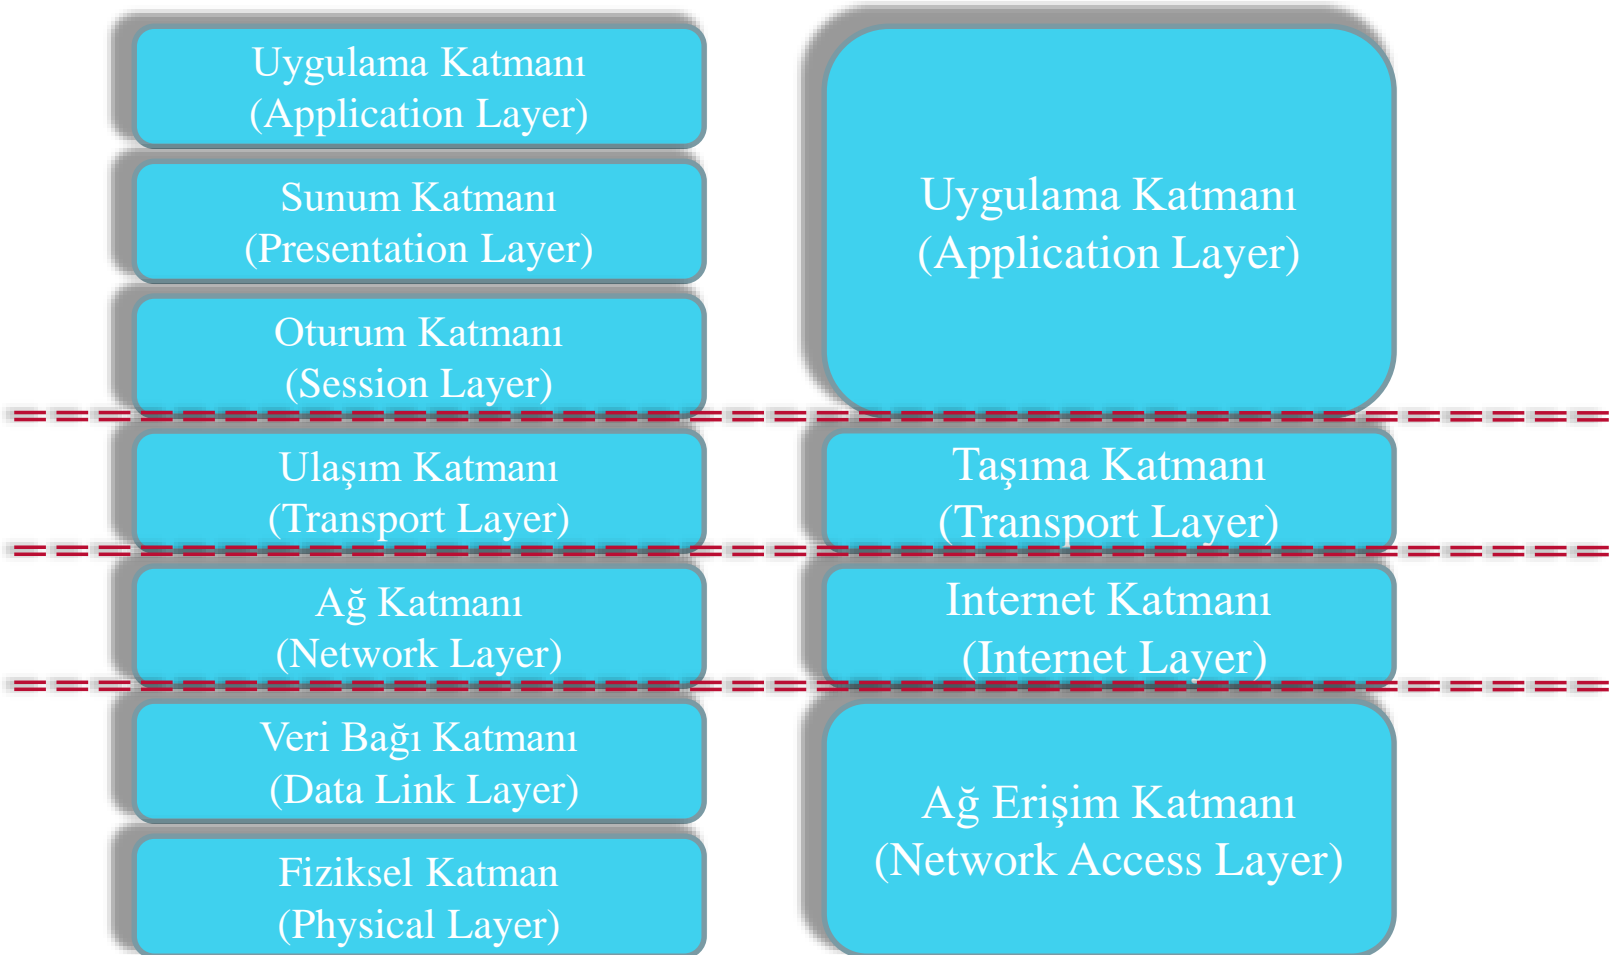 Uygulama Katmanı
(Application Layer)
Sunum Katmanı
(Presentation Layer)
Oturum Katmanı
(Session Layer)
Ulaşım Katmanı
(Transport Layer)
Ağ Katmanı
(Network Layer)
Veri Bağı Katmanı
(Data Link Layer)
Fiziksel Katman
(Physical Layer)
Uygulama Katmanı
(Application Layer)
Taşıma Katmanı
(Transport Layer)
Internet Katmanı
(Internet Layer)
Ağ Erişim Katmanı
(Network Access Layer)